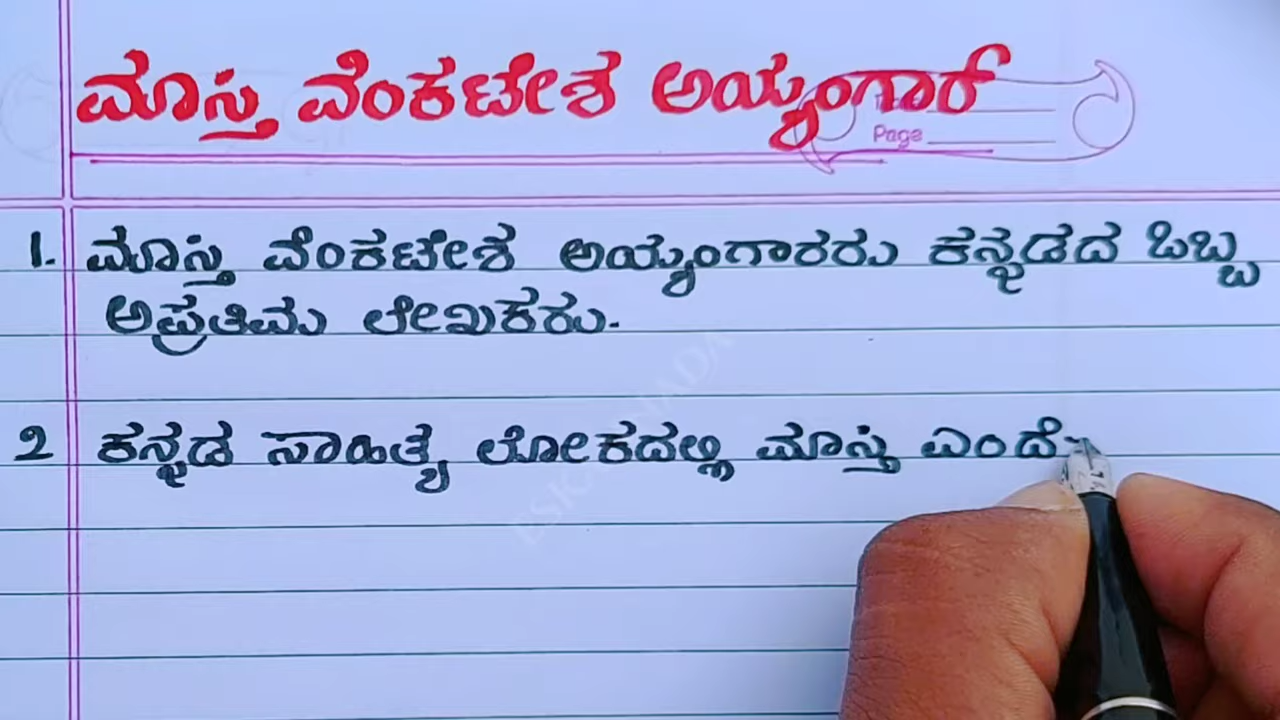 ಮಾಸ್ತಿ ವೆಂಕಟೇಶ ಅಯ್ಯಂಗಾರ್
Page
1. ಮಾಸ್ತಿ ವೆಂಕಟೇಶ ಅಯ್ಯಂಗಾರರು ಕನ್ನಡದ ಒಬ್ಬ
ಅಪ್ರತಿಮ ಲೇಖಕರು.
2 ಕನ್ನಡ ಸಾಹಿತ್ಯ ಲೋಕದಲ್ಲಿ ಮಾಸ್ತಿ ಎಂದೆ